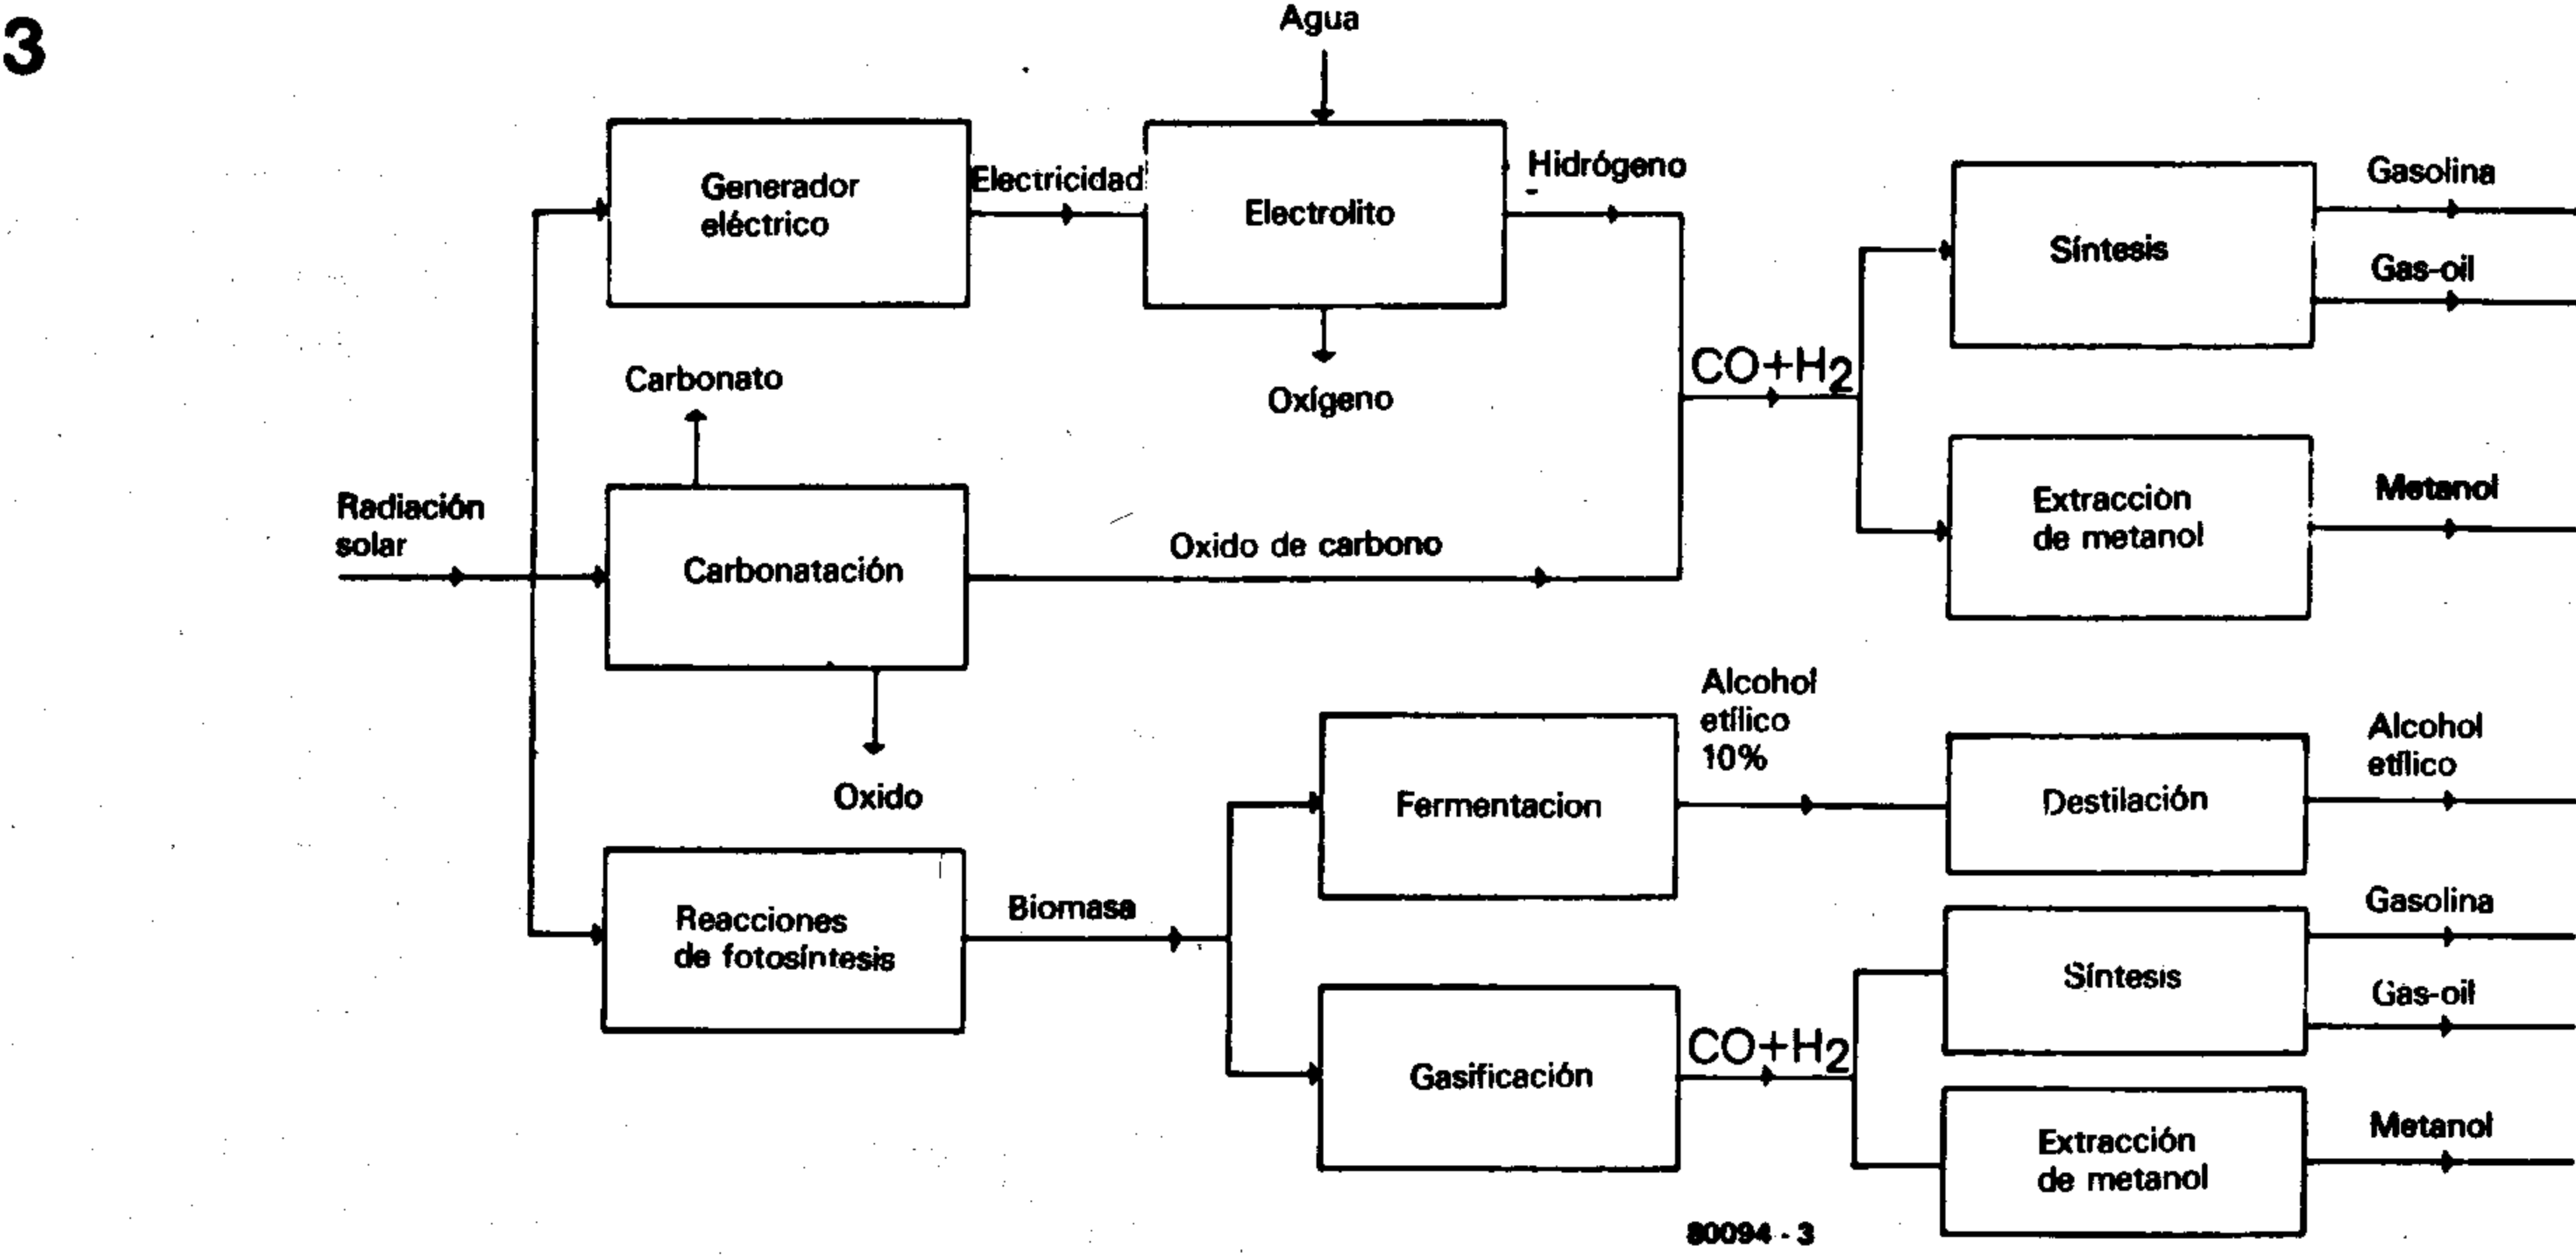 3
Agua
Generador
eléctrico
Electricidad
Electrolito
Hidrógeno
Síntesis
Gasolina
Gas-oil
Carbonato
Oxígeno
CO+H2
Radiación
solar
Carbonatación
Oxido de carbono
Extracción
de metanol
Metanol
Oxido
Alcohol
etílico
10%
Fermentacion
Destilación
Alcohol
etílico
Reacciones
de fotosíntesis
Biomasa
Gasificación
CO+H2
Síntesis
Gasolina
Gas-oil
Extracción
de metanol
Metanol
80094 - 3